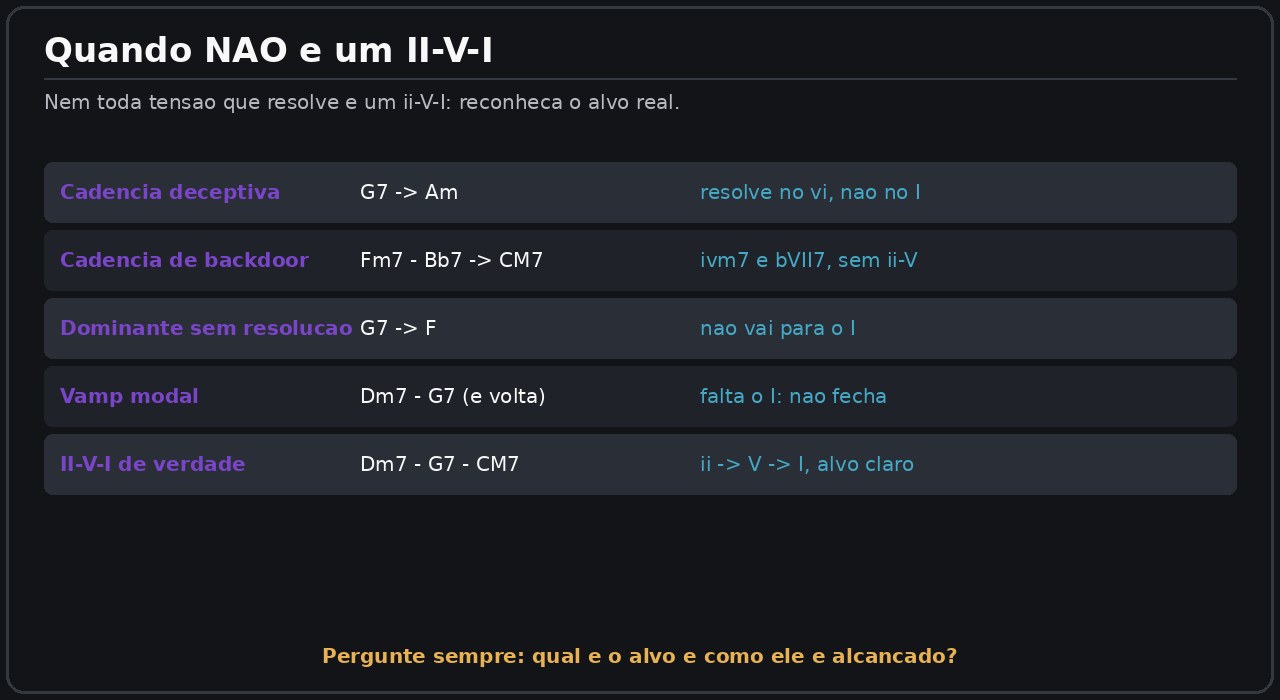 Quando NAO e um II-V-I
Nem toda tensao que resolve e um ii-V-I: reconheca o alvo real.
Cadencia deceptiva G7 -> Am resolve no vi, nao no I
Cadencia de backdoor Fm7 - Bb7 -> CM7 ivm7 e bVII7, sem ii-V
Dominante sem resolucao G7 -> F nao vai para o I
Vamp modal Dm7 - G7 (e volta) falta o I: nao fecha
II-V-I de verdade Dm7 - G7 - CM7 ii -> V -> I, alvo claro
Pergunte sempre: qual e o alvo e como ele e alcancado?